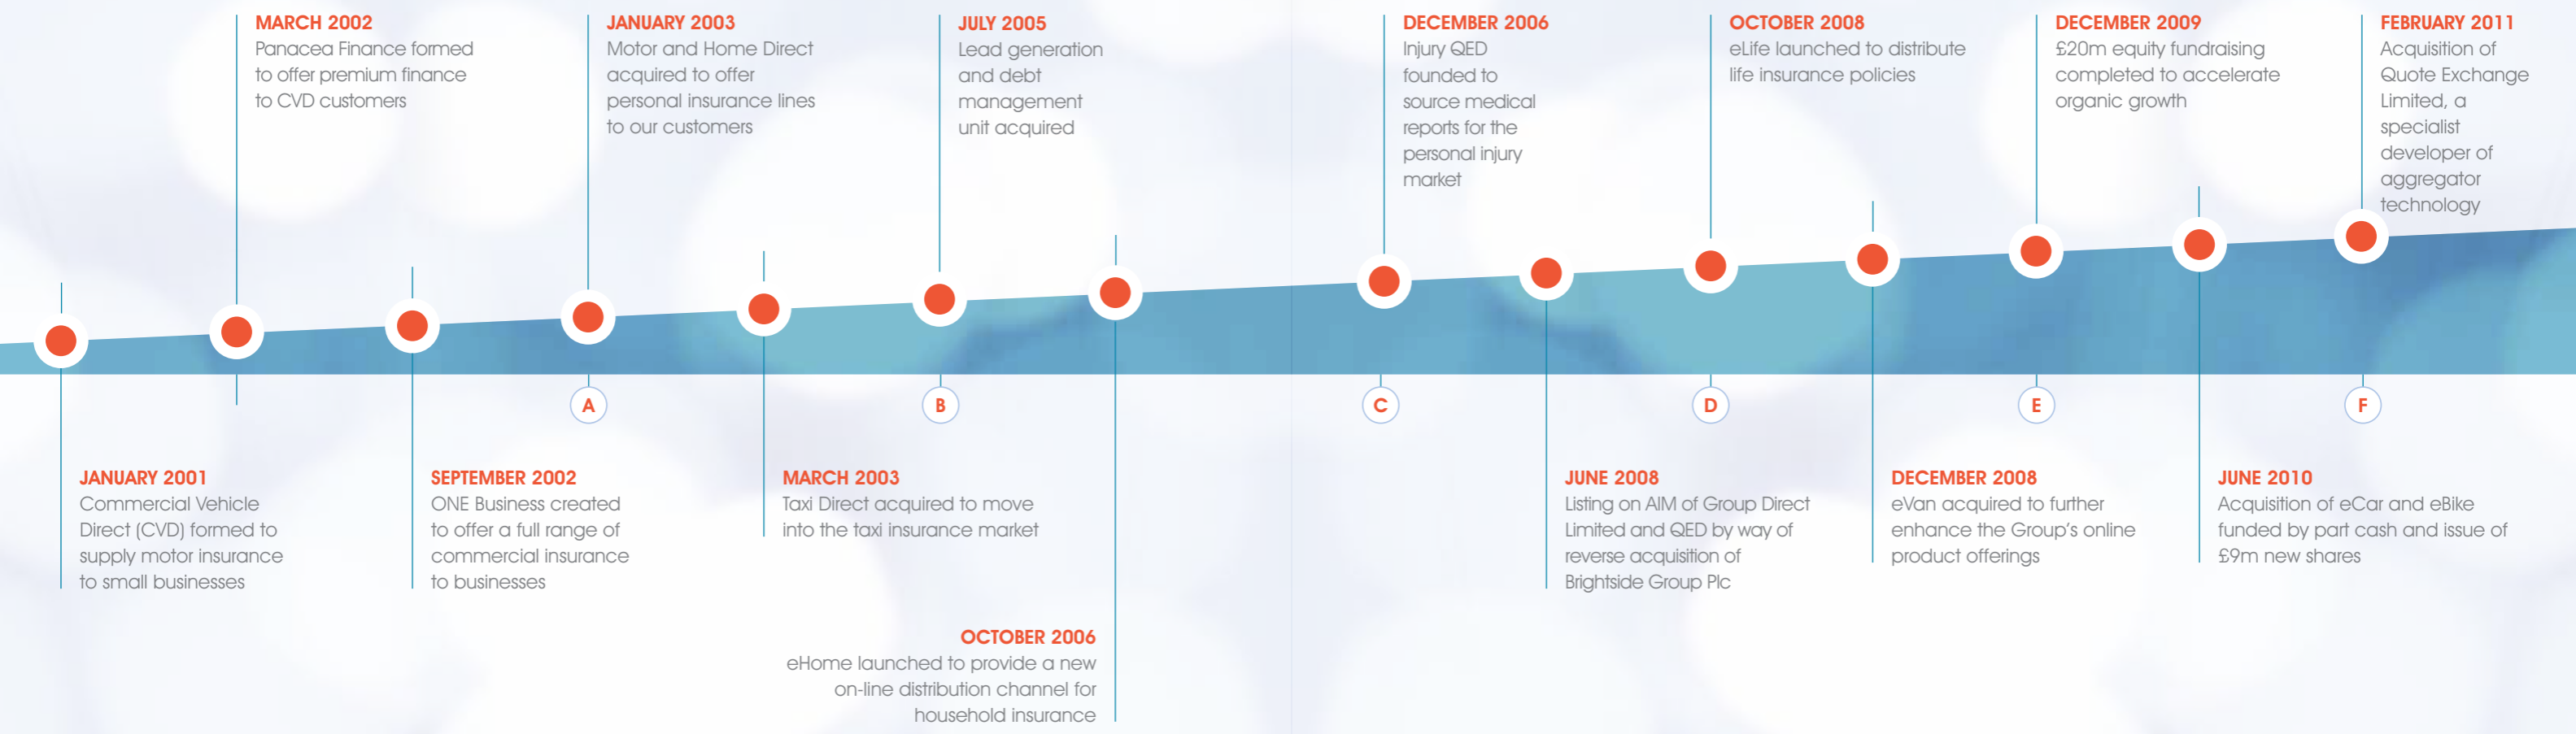 MARCH 2002
Panacea Finance formed
to offer premium finance
to CVD customers
JANUARY 2003
Motor and Home Direct
acquired to offer
personal insurance lines
to our customers
JULY 2005
Lead generation
and debt
management
unit acquired
DECEMBER 2006
Injury QED
founded to
source medical
reports for the
personal injury
market
OCTOBER 2008
eLife launched to distribute
life insurance policies
DECEMBER 2009
£20m equity fundraising
completed to accelerate
organic growth
FEBRUARY 2011
Acquisition of
Quote Exchange
Limited, a
specialist
developer of
aggregator
technology
A
B
C
D
E
F
JANUARY 2001
Commercial Vehicle
Direct (CVD) formed to
supply motor insurance
to small businesses
SEPTEMBER 2002
ONE Business created
to offer a full range of
commercial insurance
to businesses
MARCH 2003
Taxi Direct acquired to move
into the taxi insurance market
OCTOBER 2006
eHome launched to provide a new
on-line distribution channel for
household insurance
JUNE 2008
Listing on AIM of Group Direct
Limited and QED by way of
reverse acquisition of
Brightside Group Plc
DECEMBER 2008
eVan acquired to further
enhance the Group's online
product offerings
JUNE 2010
Acquisition of eCar and eBike
funded by part cash and issue of
£9m new shares